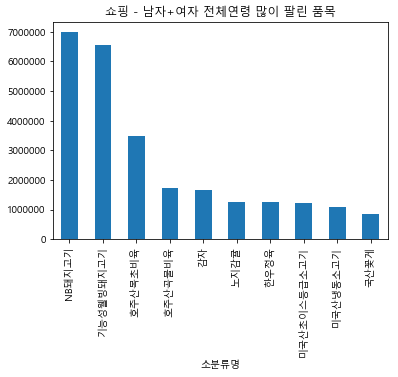 쇼핑 - 남자+여자 전체연령 많이 팔린 품목
7000000
6000000
5000000
4000000
3000000
2000000
1000000
0
NB돼지고기
기능성웰빙돼지고기
호주산목초비육
호주산곡물비육
감자
노지감귤
한우정육
미국산초이스등급소고기
미국산냉동소고기
국산꽃게
소분류명